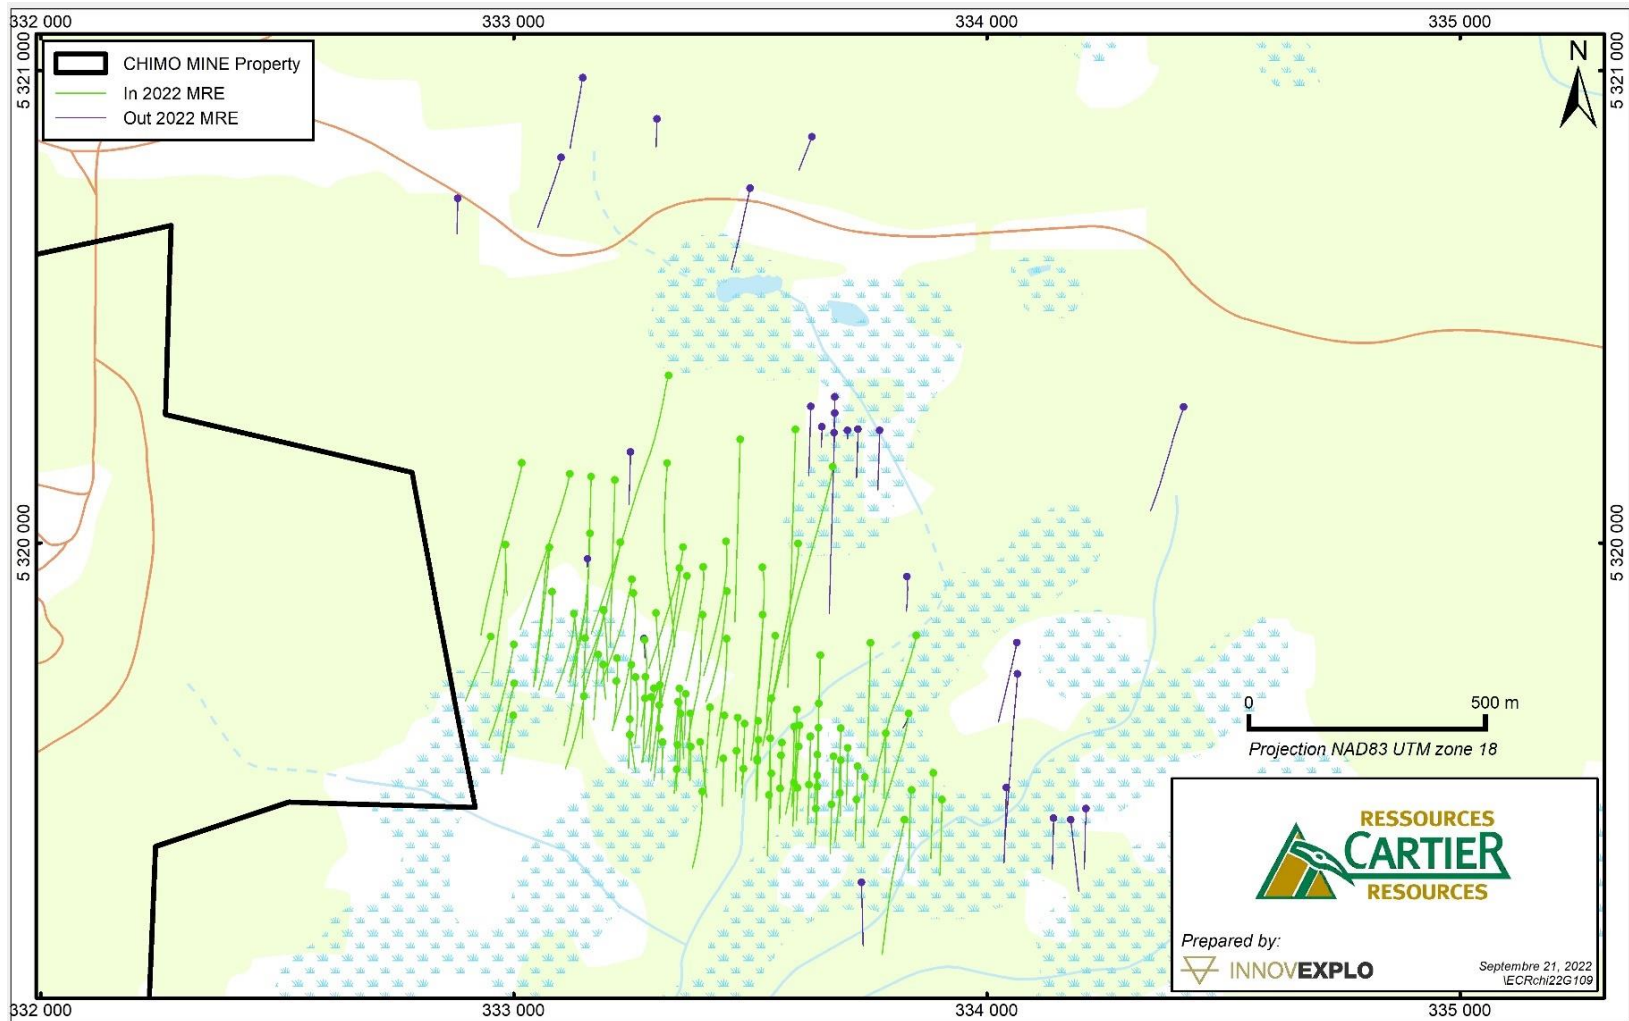 332 000 333 000 334 000 335 000
5 321 000
5 321 000
CHIMO MINE Property
In 2022 MRE
Out 2022 MRE
N
5 320 000
5 320 000
0 500 m
Projection NAD83 UTM zone 18
RESSOURCES
CARTIER
RESOURCES
Prepared by:
INNOVEXPLO
Septembre 21, 2022
\ECRchi22G109
332 000 333 000 334 000 335 000